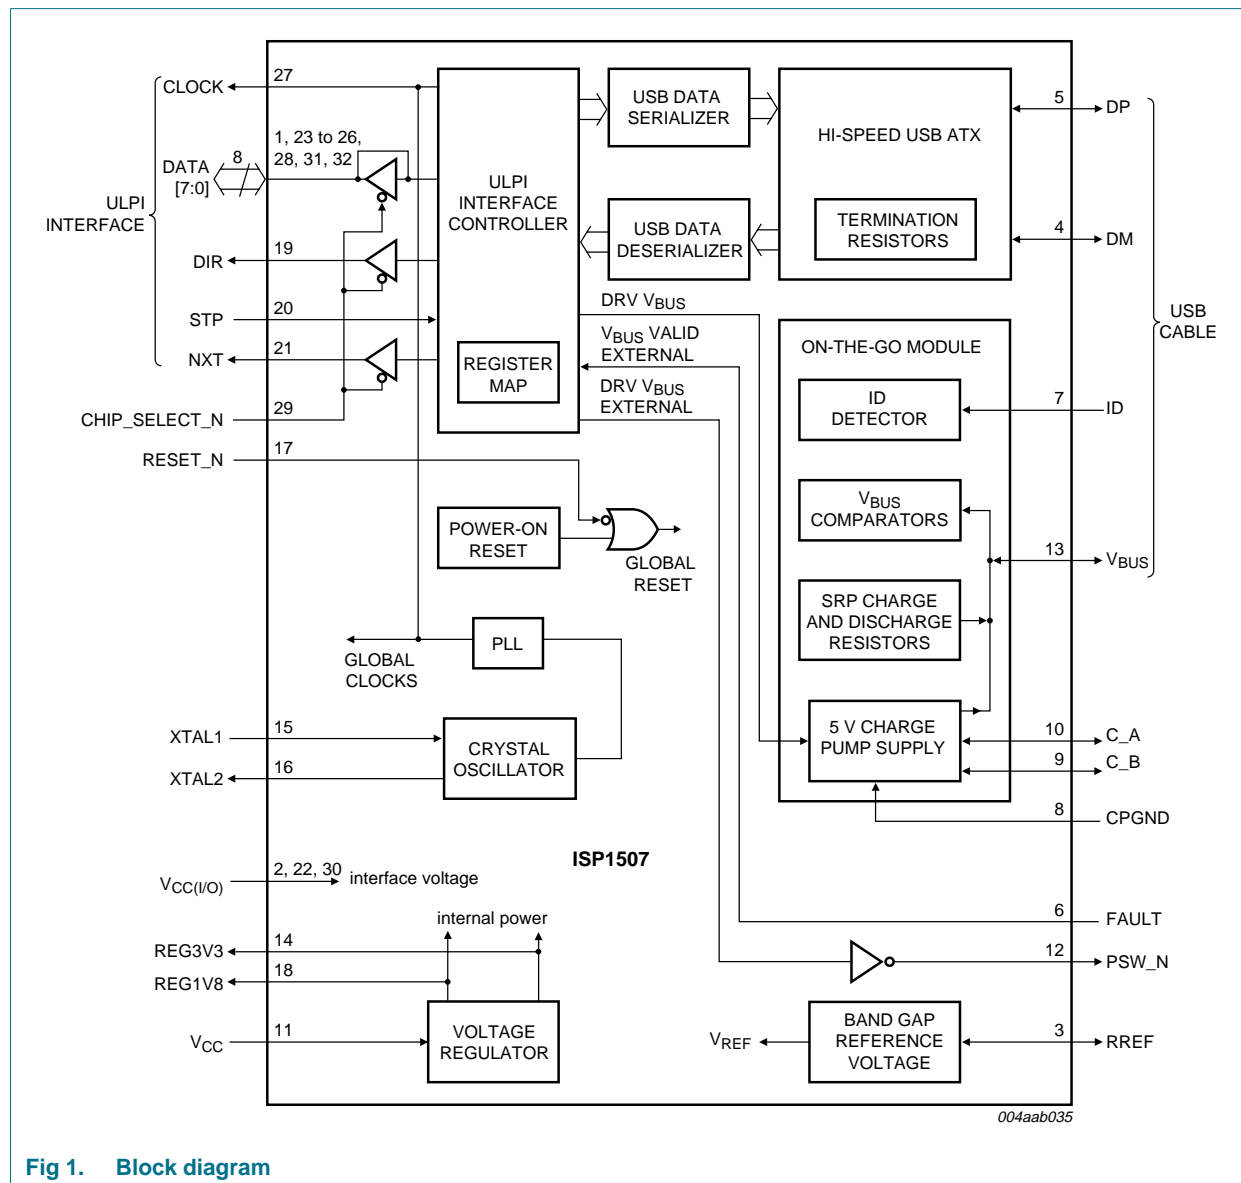 CLOCK
27
1, 23 to 26,
28, 31, 32
DATA
[7:0]
8
ULPI
INTERFACE
DIR
19
STP
20
NXT
21
CHIP_SELECT_N
29
RESET_N
17
ULPI
INTERFACE
CONTROLLER
REGISTER
MAP
USB DATA
SERIALIZER
USB DATA
DESERIALIZER
HI-SPEED USB ATX
TERMINATION
RESISTORS
5
DP
4
DM
USB
CABLE
DRV VBUS
VBUS VALID
EXTERNAL
DRV VBUS
EXTERNAL
ON-THE-GO MODULE
ID
DETECTOR
7
ID
VBUS
COMPARATORS
13
VBUS
SRP CHARGE
AND DISCHARGE
RESISTORS
5 V CHARGE
PUMP SUPPLY
10
C_A
9
C_B
8
CPGND
POWER-ON
RESET
GLOBAL
RESET
PLL
GLOBAL
CLOCKS
XTAL1
15
XTAL2
16
CRYSTAL
OSCILLATOR
ISP1507
VCC(I/O)
2, 22, 30
interface voltage
internal power
REG3V3
14
REG1V8
18
VCC
11
VOLTAGE
REGULATOR
6
FAULT
12
PSW_N
VREF
BAND GAP
REFERENCE
VOLTAGE
3
RREF
004aab035
Fig 1. Block diagram